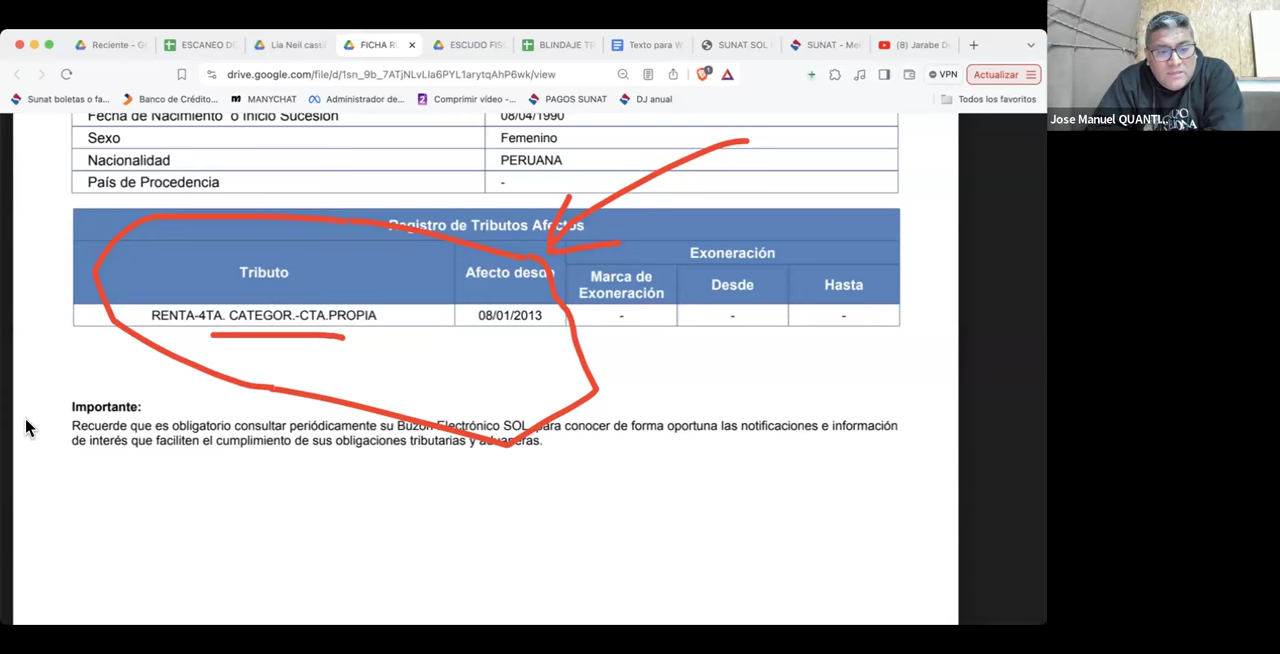 Reciente - G
ESCANEO D
Lia Neil casti
FICHA R
ESCUDO FIS
BLINDAJE T
Texto para W
SUNAT SOL
SUNAT - Me
(8) Jarabe D
drive.google.com/file/d/1sn_9b_7ATjNLvLIa6PYL1arytqAhP6wk/view
1
VPN
Actualizar
Sunat boletas o fa...
Banco de Crédito...
MANYCHAT
Administrador de...
Comprimir vídeo -...
PAGOS SUNAT
DJ anual
Todos los favoritos
Jose Manuel QUANTI...
Fecha de Nacimiento o Inicio Sucesión 08/04/1990
Sexo Femenino
Nacionalidad PERUANA
País de Procedencia -
Registro de Tributos Afectos
Tributo Afecto desde Exoneración
Marca de Exoneración Desde Hasta
RENTA-4TA. CATEGOR.-CTA.PROPIA 08/01/2013 - - -
Importante:
Recuerde que es obligatorio consultar periódicamente su Buzón Electrónico SOL, para conocer de forma oportuna las notificaciones e información
de interés que faciliten el cumplimiento de sus obligaciones tributarias y aduaneras.